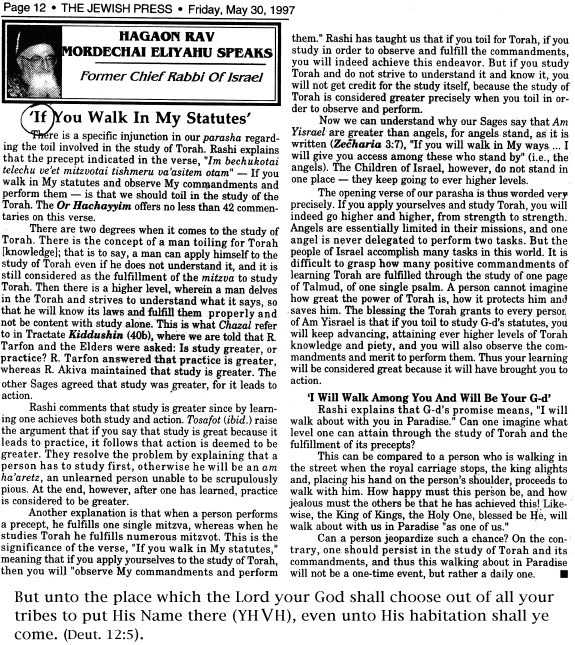 Page 12 • THE JEWISH PRESS • Friday, May 30, 1997
HAGAON RAV
MORDECHAI ELIYAHU SPEAKS
Former Chief Rabbi Of Israel
'If You Walk In My Statutes'
There is a specific injunction in our parasha regard-
ing the toil involved in the study of Torah. Rashi explains
that the precept indicated in the verse, "Im bechukotai
telechu ve'et mitzvotai tishmeru va'asitem otam" — If you
walk in My statutes and observe My commandments and
perform them — is that we should toil in the study of the
Torah. The Or Hachayyim offers no less than 42 commen-
taries on this verse.
There are two degrees when it comes to the study of
Torah. There is the concept of a man toiling for Torah
[knowledge]; that is to say, a man can apply himself to the
study of Torah even if he does not understand it, and it is
still considered as the fulfillment of the mitzva to study
Torah. Then there is a higher level, wherein a man delves
in the Torah and strives to understand what it says, so
that he will know its laws and fulfill them properly and
not be content with study alone. This is what Chazal refer
to in Tractate Kiddushin (40b), where we are told that R.
Tarfon and the Elders were asked: Is study greater, or
practice? R. Tarfon answered that practice is greater,
whereas R. Akiva maintained that study is greater. The
other Sages agreed that study was greater, for it leads to
action.
Rashi comments that study is greater since by learn-
ing one achieves both study and action. Tosafot (ibid.) raise
the argument that if you say that study is great because it
leads to practice, it follows that action is deemed to be
greater. They resolve the problem by explaining that a
person has to study first, otherwise he will be an am
ha'aretz, an unlearned person unable to be scrupulously
pious. At the end, however, after one has learned, practice
is considered to be greater.
Another explanation is that when a person performs
a precept, he fulfills one single mitzva, whereas when he
studies Torah he fulfills numerous mitzvot. This is the
significance of the verse, "If you walk in My statutes,"
meaning that if you apply yourselves to the study of Torah,
then you will "observe My commandments and perform
them." Rashi has taught us that if you toil for Torah, if you
study in order to observe and fulfill the commandments,
you will indeed achieve this endeavor. But if you study
Torah and do not strive to understand it and know it, you
will not get credit for the study itself, because the study of
Torah is considered greater precisely when you toil in or-
der to observe and perform.
Now we can understand why our Sages say that Am
Yisrael are greater than angels, for angels stand, as it is
written (Zecharia 3:7), "If you will walk in My ways ... I
will give you access among these who stand by" (i.e., the
angels). The Children of Israel, however, do not stand in
one place — they keep going to ever higher levels.
The opening verse of our parasha is thus worded very
precisely. If you apply yourselves and study Torah, you will
indeed go higher and higher, from strength to strength.
Angels are essentially limited in their missions, and one
angel is never delegated to perform two tasks. But the
people of Israel accomplish many tasks in this world. It is
difficult to grasp how many positive commandments of
learning Torah are fulfilled through the study of one page
of Talmud, of one single psalm. A person cannot imagine
how great the power of Torah is, how it protects him and
saves him. The blessing the Torah grants to every person
of Am Yisrael is that if you toil to study G-d's statutes, you
will keep advancing, attaining ever higher levels of Torah
knowledge and piety, and you will also observe the com-
mandments and merit to perform them. Thus your learning
will be considered great because it will have brought you to
action.
'I Will Walk Among You And Will Be Your G-d'
Rashi explains that G-d's promise means, "I will
walk about with you in Paradise." Can one imagine what
level one can attain through the study of the Torah and the
fulfillment of its precepts?
This can be compared to a person who is walking in
the street when the royal carriage stops, the king alights
and, placing his hand on the person's shoulder, proceeds to
walk with him. How happy must this person be, and how
jealous must the others be that he has achieved this! Like-
wise, the King of Kings, the Holy One, blessed be He, will
walk about with us in Paradise "as one of us."
Can a person jeopardize such a chance? On the con-
trary, one should persist in the study of Torah and its
commandments, and thus this walking about in Paradise
will not be a one-time event, but rather a daily one.
But unto the place which the Lord your God shall choose out of all your
tribes to put His Name there (YHVH), even unto His habitation shall ye
come. (Deut. 12:5).